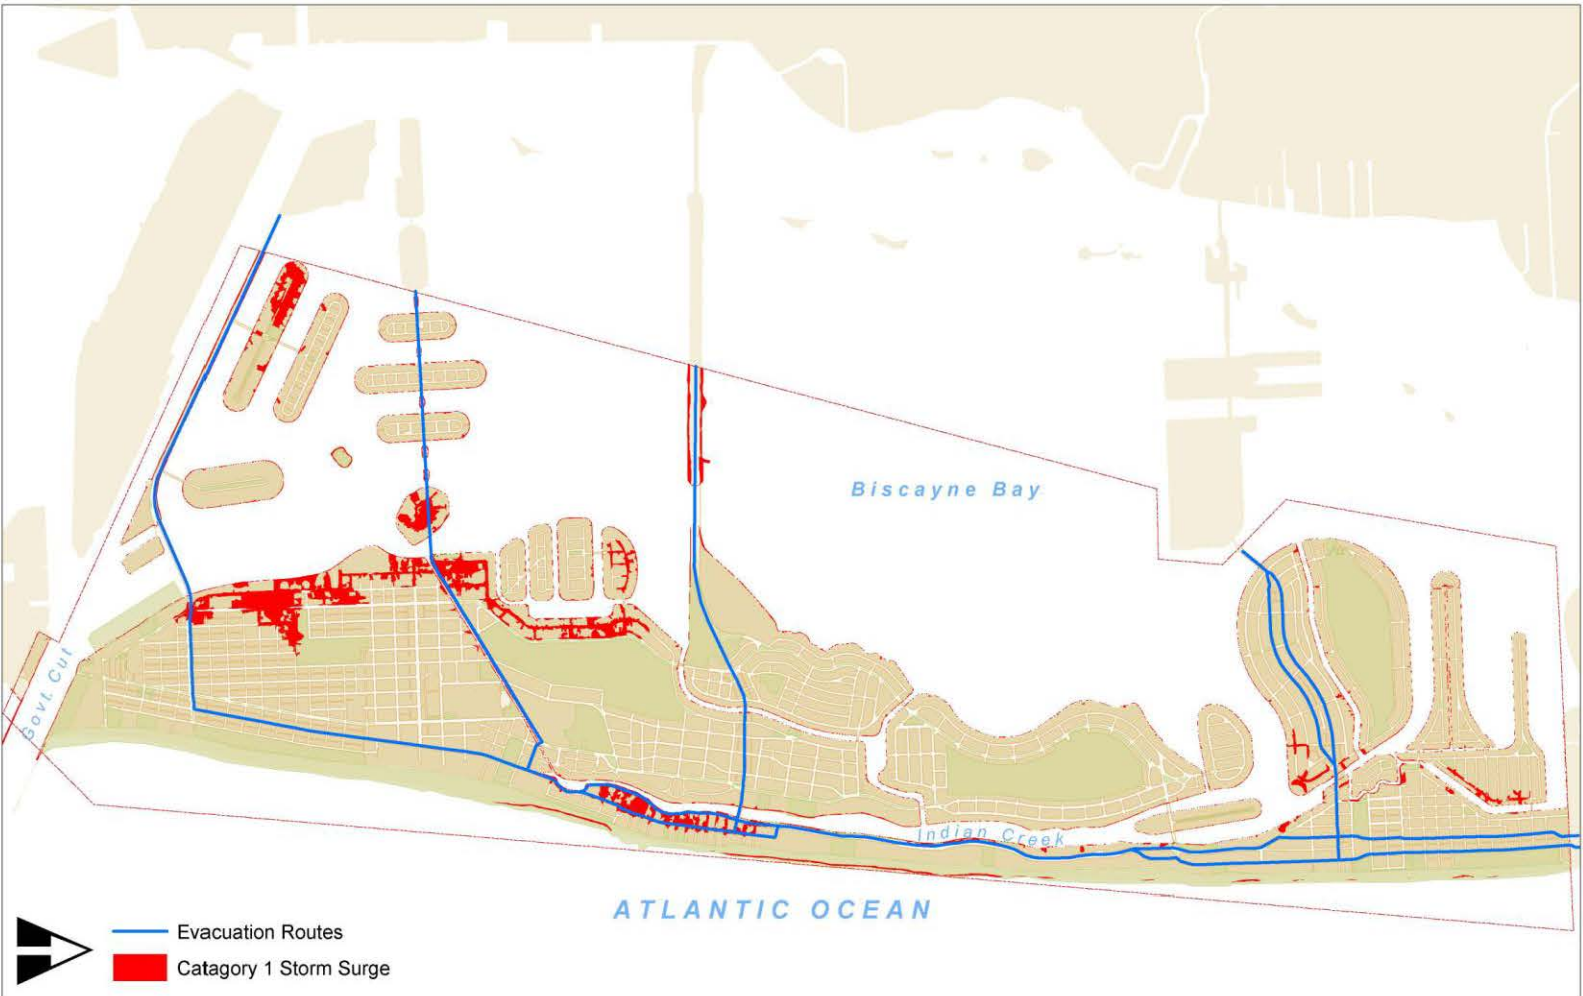 Biscayne Bay
Govt. Cut
Indian Creek
ATLANTIC OCEAN
Evacuation Routes
Catagory 1 Storm Surge